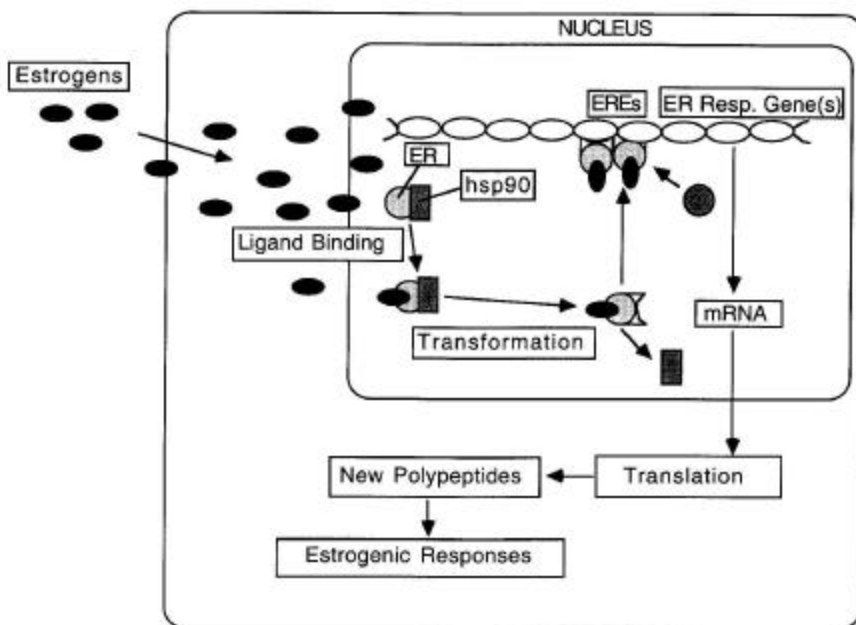 NUCLEUS
Estrogens
EREs
ER Resp. Gene(s)
ER
hsp90
Ligand Binding
Transformation
mRNA
New Polypeptides
Translation
Estrogenic Responses